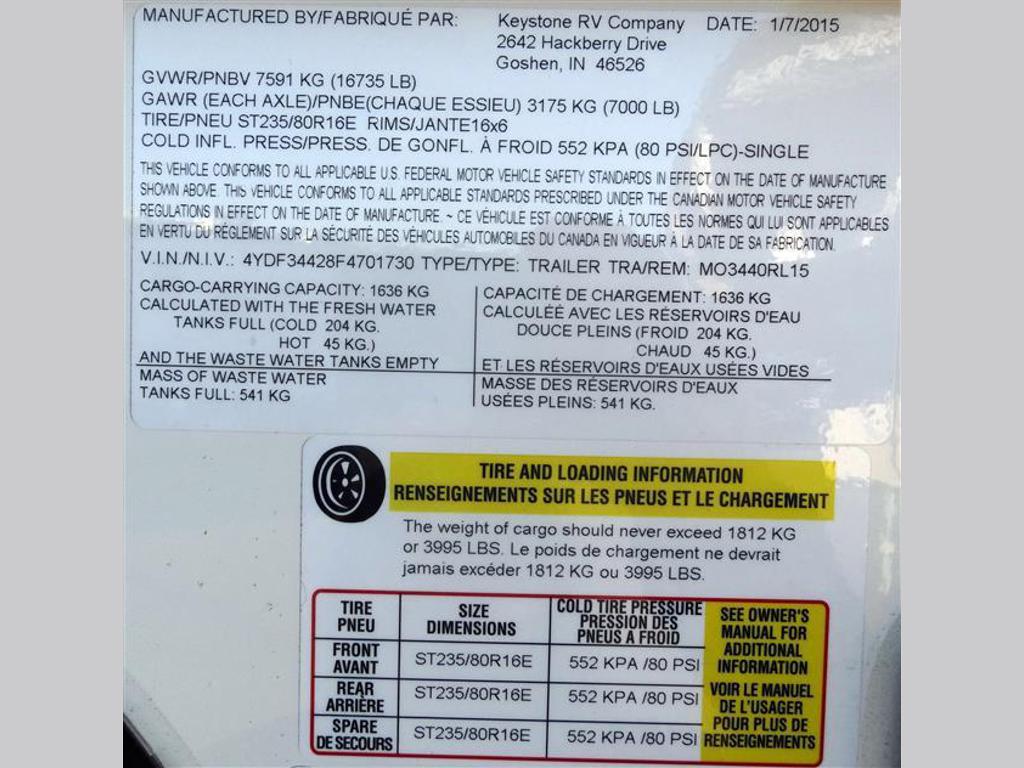 MANUFACTURED BY/FABRIQUÉ PAR: Keystone RV Company DATE: 1/7/2015
2642 Hackberry Drive
Goshen, IN 46526
GVWR/PNBV 7591 KG (16735 LB)
GAWR (EACH AXLE)/PNBE(CHAQUE ESSIEU) 3175 KG (7000 LB)
TIRE/PNEU ST235/80R16E RIMS/JANTE16x6
COLD INFL. PRESS/PRESS. DE GONFL. À FROID 552 KPA (80 PSI/LPC)-SINGLE
THIS VEHICLE CONFORMS TO ALL APPLICABLE U.S. FEDERAL MOTOR VEHICLE SAFETY STANDARDS IN EFFECT ON THE DATE OF MANUFACTURE
SHOWN ABOVE. THIS VEHICLE CONFORMS TO ALL APPLICABLE STANDARDS PRESCRIBED UNDER THE CANADIAN MOTOR VEHICLE SAFETY
REGULATIONS IN EFFECT ON THE DATE OF MANUFACTURE. ~ CE VÉHICULE EST CONFORME À TOUTES LES NORMES QUI LUI SONT APPLICABLES
EN VERTU DU RÉGLEMENT SUR LA SÉCURITÉ DES VÉHICULES AUTOMOBILES DU CANADA EN VIGUEUR À LA DATE DE SA FABRICATION.
V.I.N./N.I.V.: 4YDF34428F4701730 TYPE/TYPE: TRAILER TRA/REM: MO3440RL15
CARGO-CARRYING CAPACITY: 1636 KG
CALCULATED WITH THE FRESH WATER
TANKS FULL (COLD 204 KG.
HOT 45 KG.)
AND THE WASTE WATER TANKS EMPTY
MASS OF WASTE WATER
TANKS FULL: 541 KG
CAPACITÉ DE CHARGEMENT: 1636 KG
CALCULÉE AVEC LES RÉSERVOIRS D'EAU
DOUCE PLEINS (FROID 204 KG.
CHAUD 45 KG.)
ET LES RÉSERVOIRS D'EAUX USÉES VIDES
MASSE DES RÉSERVOIRS D'EAUX
USÉES PLEINS: 541 KG.
TIRE AND LOADING INFORMATION
RENSEIGNEMENTS SUR LES PNEUS ET LE CHARGEMENT
The weight of cargo should never exceed 1812 KG
or 3995 LBS. Le poids de chargement ne devrait
jamais excéder 1812 KG ou 3995 LBS.
TIRE
PNEU
SIZE
DIMENSIONS
COLD TIRE PRESSURE
PRESSION DES
PNEUS A FROID
FRONT
AVANT
ST235/80R16E
552 KPA /80 PSI
REAR
ARRIÈRE
ST235/80R16E
552 KPA /80 PSI
SPARE
DE SECOURS
ST235/80R16E
552 KPA /80 PSI
SEE OWNER'S
MANUAL FOR
ADDITIONAL
INFORMATION
VOIR LE MANUEL
DE L'USAGER
POUR PLUS DE
RENSEIGNEMENTS